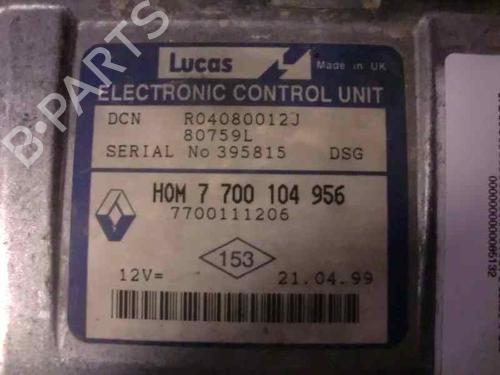 Lucas
Made in UK
ELECTRONIC CONTROL UNIT
DCN R04080012J
80759L
SERIAL No 395815 DSG
HOM 7 700 104 956
7700111206
153
12V= 21.04.99
B-PARTS